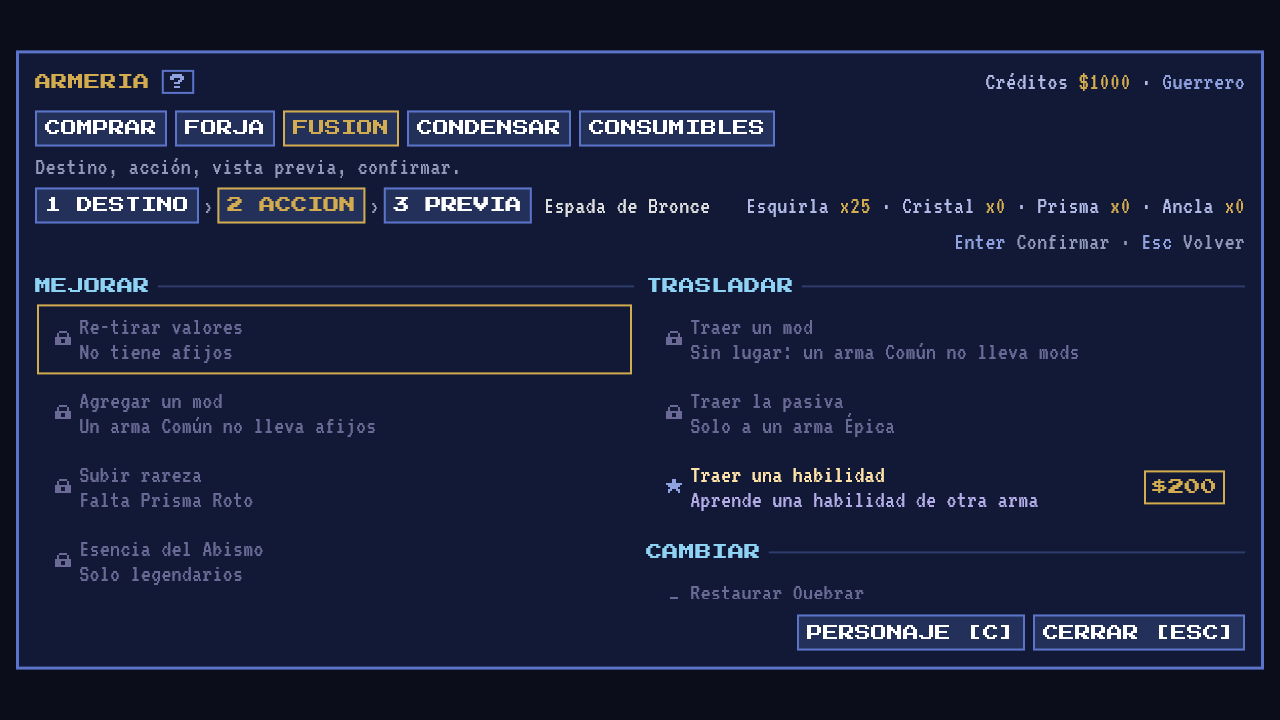 ARMERIA ?
Créditos $1000 · Guerrero
COMPRAR FORJA FUSION CONDENSAR CONSUMIBLES
Destino, acción, vista previa, confirmar.
1 DESTINO › 2 ACCION › 3 PREVIA Espada de Bronce Esquirla x25 · Cristal x0 · Prisma x0 · Ancla x0
Enter Confirmar · Esc Volver
MEJORAR
Re-tirar valores
No tiene afijos
Agregar un mod
Un arma Común no lleva afijos
Subir rareza
Falta Prisma Roto
Esencia del Abismo
Solo legendarios
TRASLADAR
Traer un mod
Sin lugar: un arma Común no lleva mods
Traer la pasiva
Solo a un arma Épica
Traer una habilidad
Aprende una habilidad de otra arma
$200
CAMBIAR
Restaurar Quebrar
PERSONAJE [C] CERRAR [ESC]